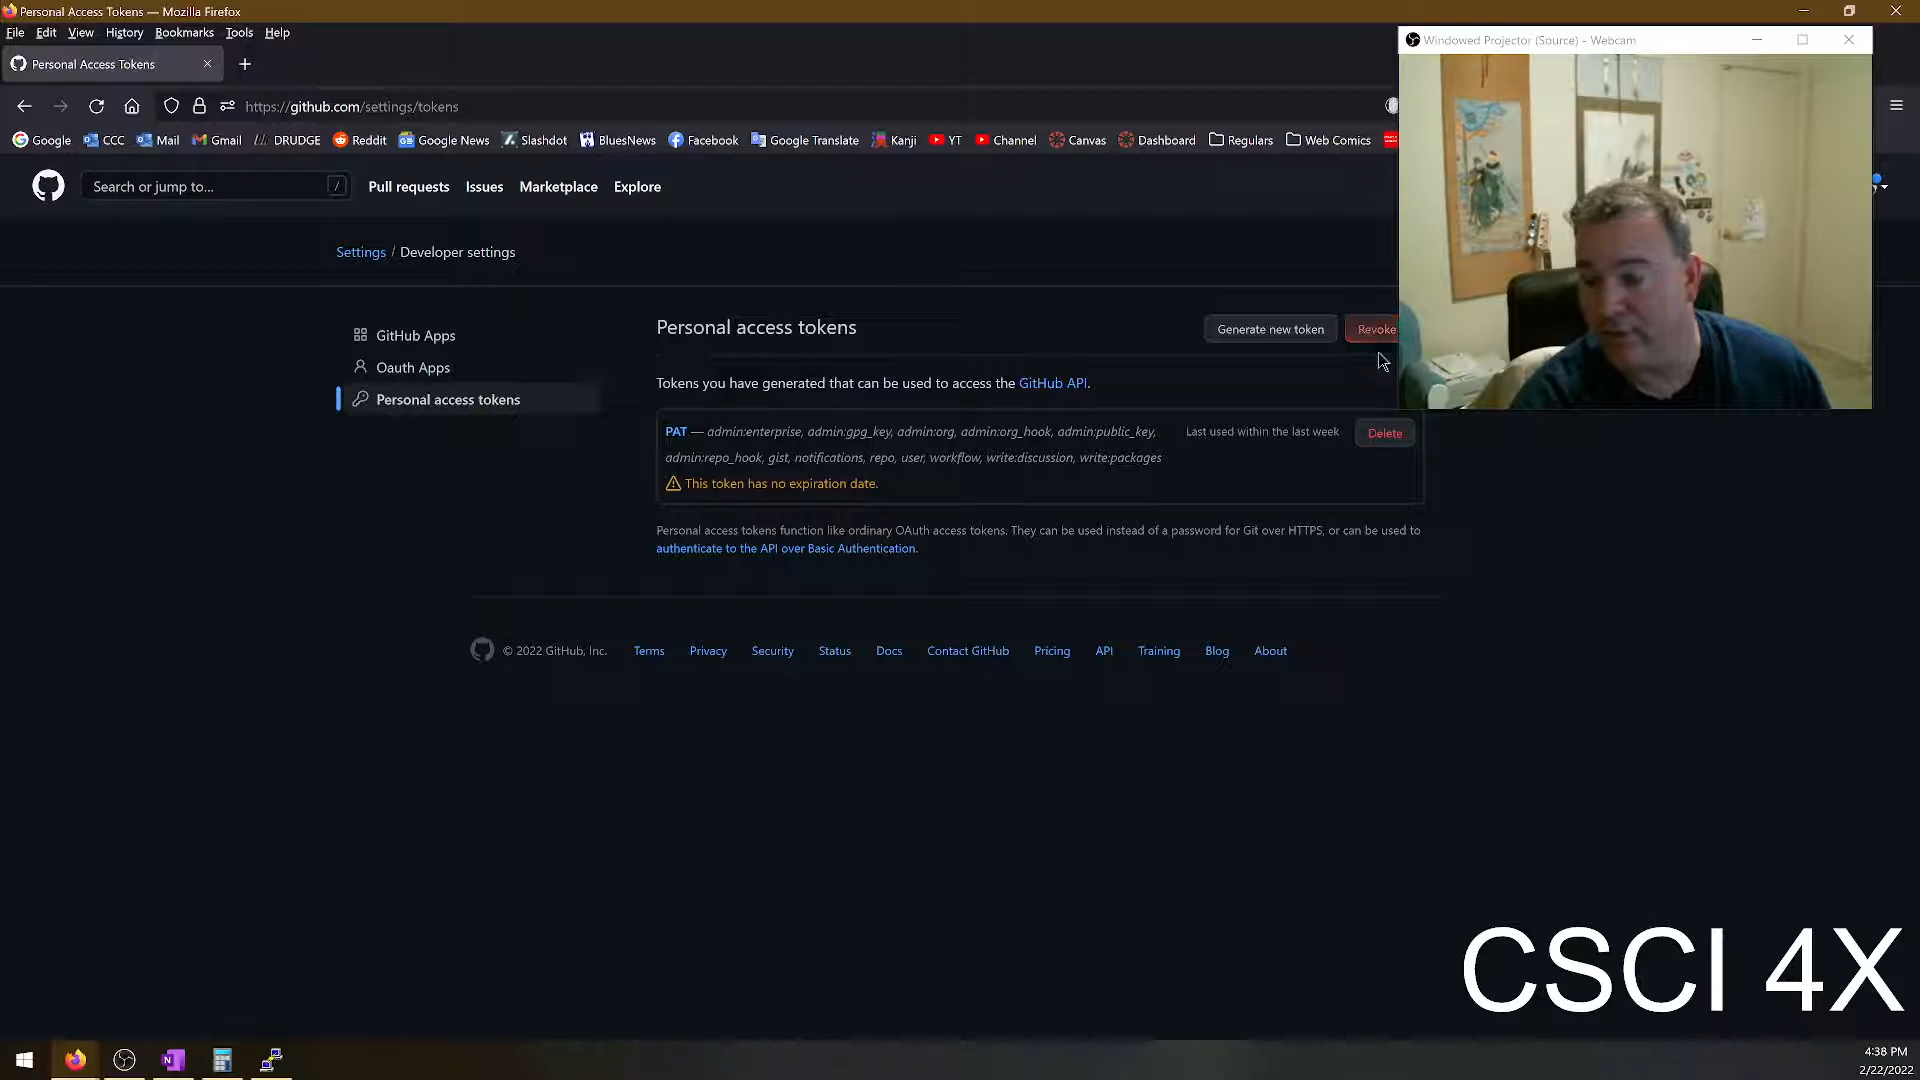 Personal Access Tokens — Mozilla Firefox
File Edit View History Bookmarks Tools Help
Windowed Projector (Source) - Webcam
Personal Access Tokens
https://github.com/settings/tokens
Google CCC Mail Gmail DRUDGE Reddit Google News Slashdot BluesNews Facebook Google Translate Kanji YT Channel Canvas Dashboard Regulars Web Comics
Search or jump to... / Pull requests Issues Marketplace Explore
Settings / Developer settings
GitHub Apps
Oauth Apps
Personal access tokens
Personal access tokens
Generate new token Revoke
Tokens you have generated that can be used to access the GitHub API.
PAT — admin:enterprise, admin:gpg_key, admin:org, admin:org_hook, admin:public_key,
admin:repo_hook, gist, notifications, repo, user, workflow, write:discussion, write:packages
Last used within the last week
Delete
This token has no expiration date.
Personal access tokens function like ordinary OAuth access tokens. They can be used instead of a password for Git over HTTPS, or can be used to
authenticate to the API over Basic Authentication.
© 2022 GitHub, Inc. Terms Privacy Security Status Docs Contact GitHub Pricing API Training Blog About
CSCI 4X
4:38 PM
2/22/2022